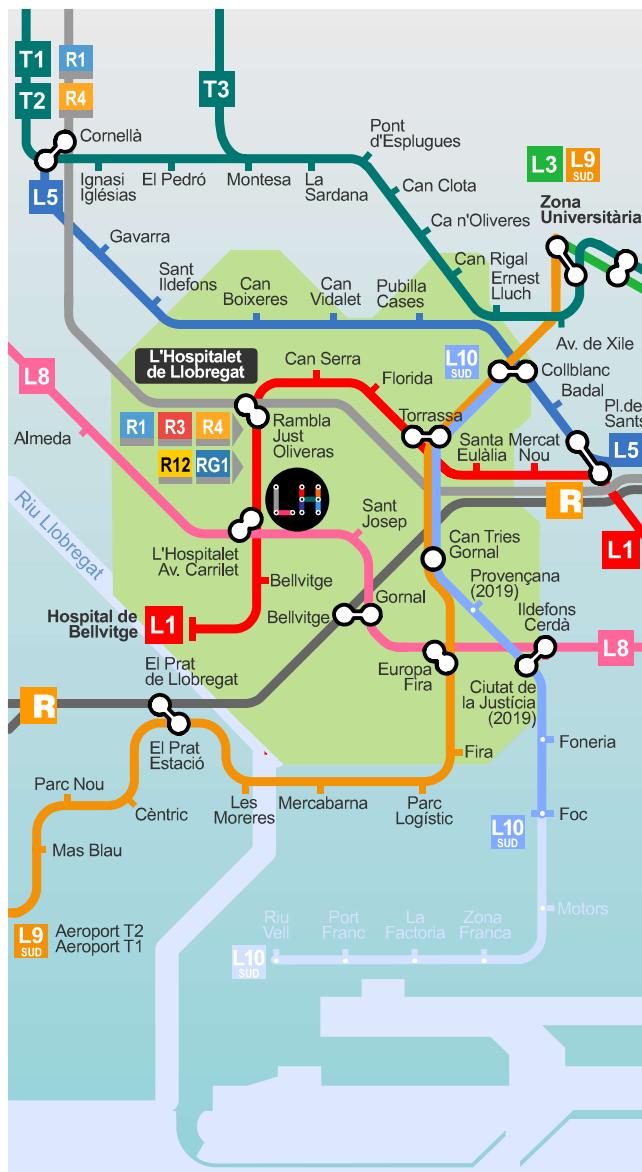 T1
R1
T2
R4
T3
Cornellà
Pont
d'Esplugues
L3
L9
SUD
L5
Ignasi
Iglésias
El Pedró
Montesa
La
Sardana
Can Clota
Zona
Universitària
Ca n'Oliveres
Gavarra
Can Rigal
Sant
Ildefons
Can
Boixeres
Can
Vidalet
Pubilla
Cases
Ernest
Lluch
Av. de Xile
L8
L'Hospitalet
de Llobregat
Can Serra
L10
SUD
Collblanc
Florida
Badal
Pl.de
Sants
R1
R3
R4
Rambla
Just
Oliveras
Torrassa
Almeda
Santa
Eulàlia
Mercat
Nou
L5
R12
RG1
R
Riu Llobregat
LH
Sant
Josep
Can Tries
Gornal
L1
L'Hospitalet
Av. Carrilet
Bellvitge
Provençana
(2019)
Hospital de
Bellvitge
L1
Bellvitge
Gornal
Ildefons
Cerdà
L8
El Prat
de Llobregat
Europa
Fira
Ciutat de
la Justícia
(2019)
R
El Prat
Estació
Fira
Foneria
Parc Nou
Cèntric
Les
Moreres
Mercabarna
Parc
Logístic
L10
SUD
Foc
Mas Blau
Motors
L9
SUD
Aeroport T2
Aeroport T1
Riu
Vell
Port
Franc
La
Factoria
Zona
Franca
L10
SUD